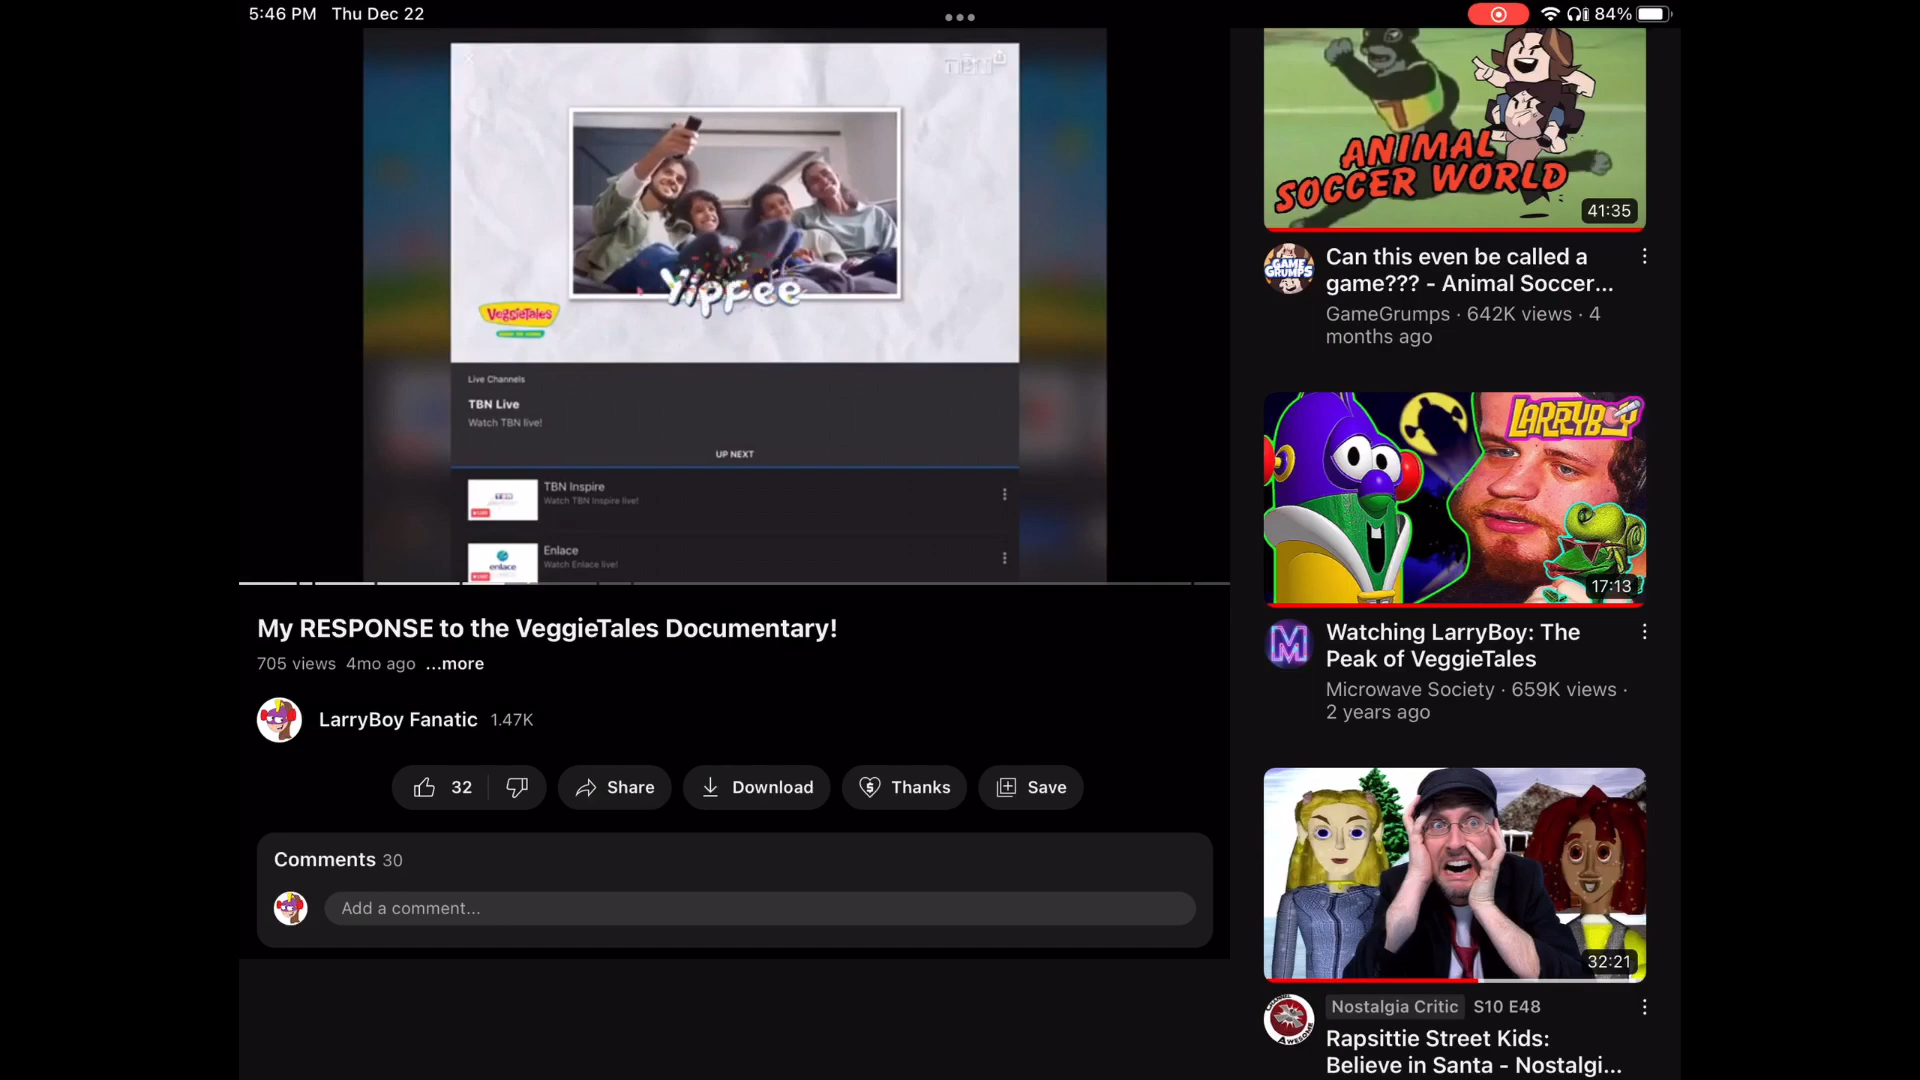 5:46 PM Thu Dec 22
84%
TBN
Yippee
VeggieTales
Live Channels
TBN Live
Watch TBN live!
UP NEXT
TBN Inspire
Watch TBN Inspire live!
enlace
Enlace
Watch Enlace live!
My RESPONSE to the VeggieTales Documentary!
705 views 4mo ago ...more
LarryBoy Fanatic 1.47K
32
Share
Download
Thanks
Save
Comments 30
Add a comment...
ANIMAL
SOCCER WORLD
41:35
GAME
GRUMPS
Can this even be called a
game??? - Animal Soccer...
GameGrumps · 642K views · 4
months ago
LARRYBOY
17:13
M
Watching LarryBoy: The
Peak of VeggieTales
Microwave Society · 659K views ·
2 years ago
32:21
AWESOME
Nostalgia Critic S10 E48
Rapsittie Street Kids:
Believe in Santa - Nostalgi...